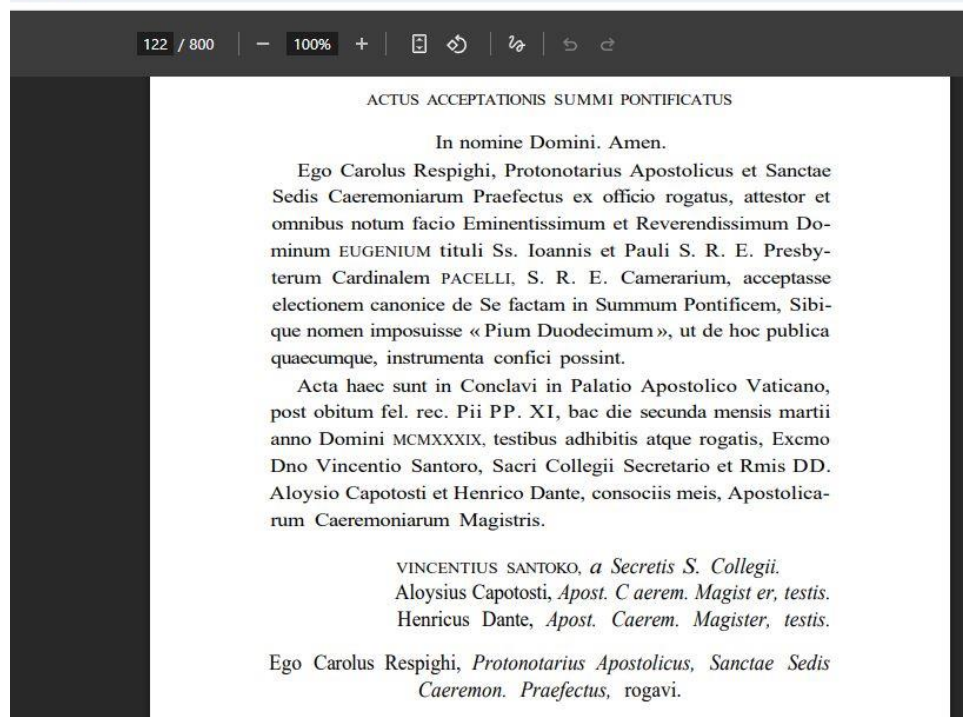 122 / 800
100%
ACTUS ACCEPTATIONIS SUMMI PONTIFICATUS
In nomine Domini. Amen.
Ego Carolus Respighi, Protonotarius Apostolicus et Sanctae
Sedis Caeremoniarum Praefectus ex officio rogatus, attestor et
omnibus notum facio Eminentissimum et Reverendissimum Do-
minum EUGENIUM tituli Ss. Ioannis et Pauli S. R. E. Presby-
terum Cardinalem PACELLI, S. R. E. Camerarium, acceptasse
electionem canonice de Se factam in Summum Pontificem, Sibi-
que nomen imposuisse « Pium Duodecimum », ut de hoc publica
quaecumque, instrumenta confici possint.
Acta haec sunt in Conclavi in Palatio Apostolico Vaticano,
post obitum fel. rec. Pii PP. XI, bac die secunda mensis martii
anno Domini MCMXXXIX, testibus adhibitis atque rogatis, Excmo
Dno Vincentio Santoro, Sacri Collegii Secretario et Rmis DD.
Aloysio Capotosti et Henrico Dante, consociis meis, Apostolica-
rum Caeremoniarum Magistris.
VINCENTIUS SANTOKO, a Secretis S. Collegii.
Aloysius Capotosti, Apost. C aerem. Magist er, testis.
Henricus Dante, Apost. Caerem. Magister, testis.
Ego Carolus Respighi, Protonotarius Apostolicus, Sanctae Sedis
Caeremon. Praefectus, rogavi.